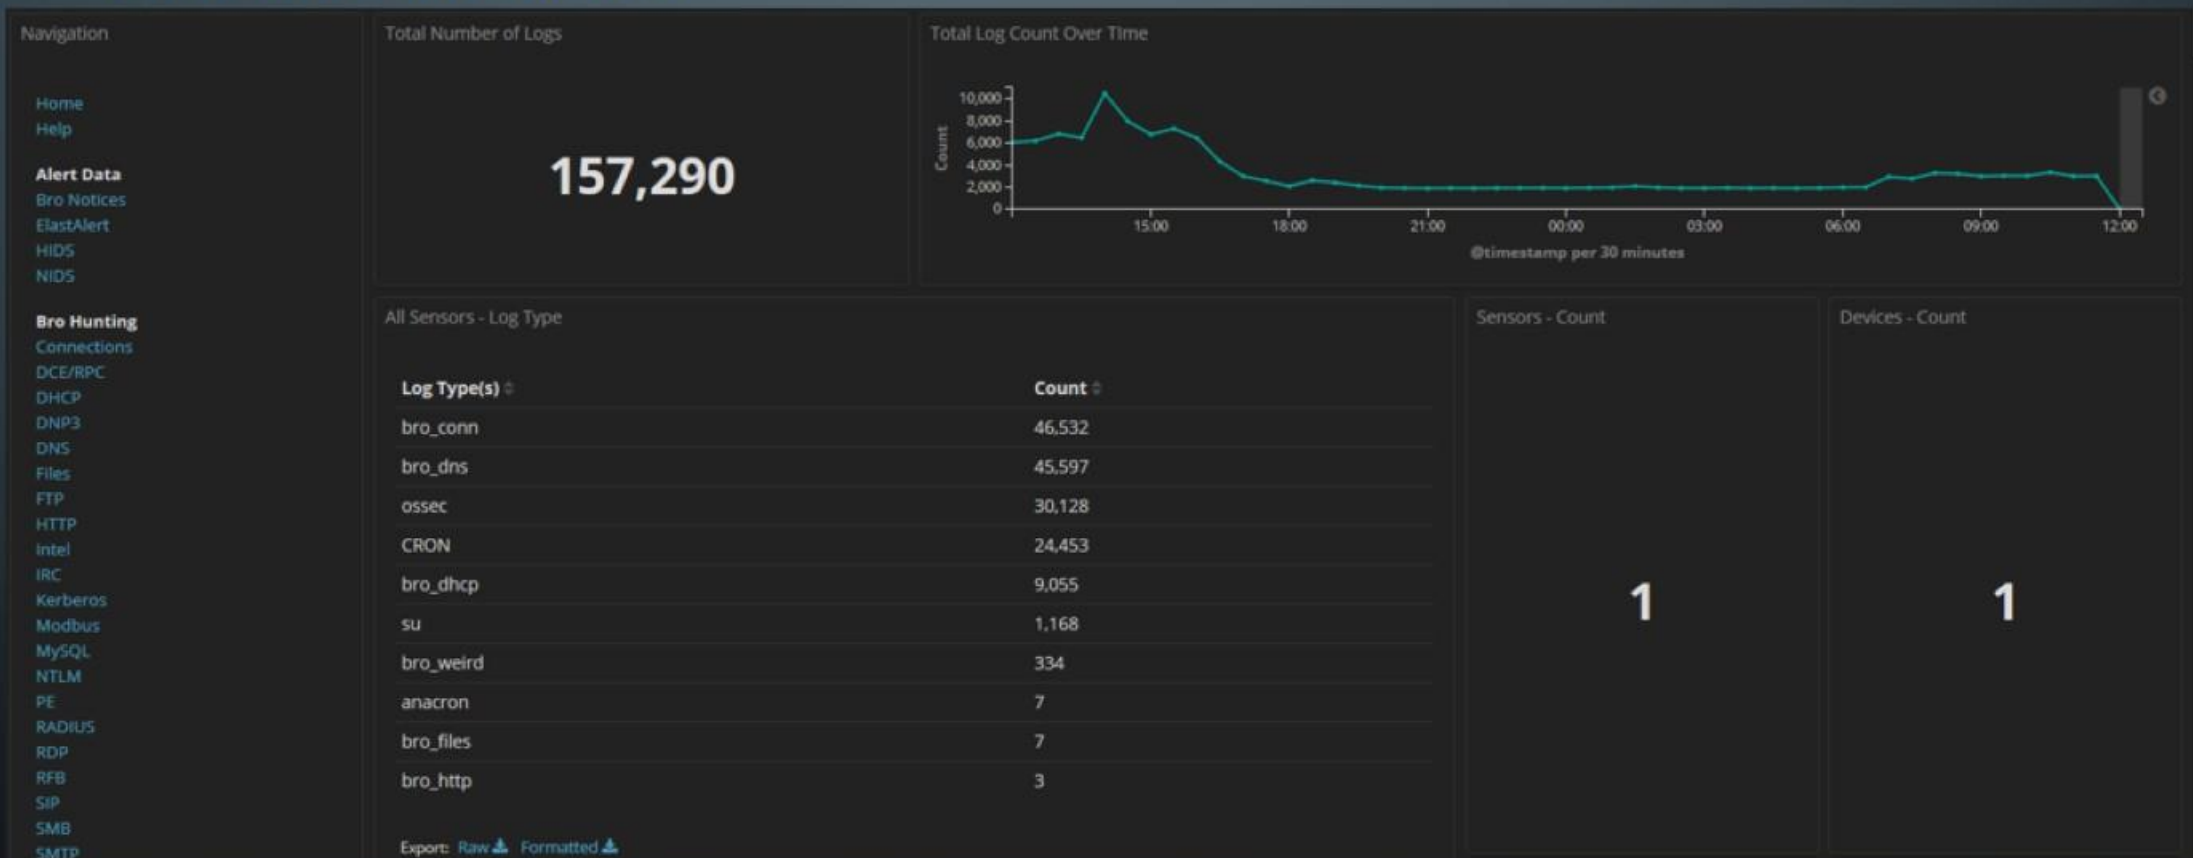 Navigation
Home
Help
Alert Data
Bro Notices
ElastAlert
HIDS
NIDS
Bro Hunting
Connections
DCE/RPC
DHCP
DNP3
DNS
Files
FTP
HTTP
Intel
IRC
Kerberos
Modbus
MySQL
NTLM
PE
RADIUS
RDP
RFB
SIP
SMB
SMTP
Total Number of Logs
157,290
Total Log Count Over Time
Count
10,000
8,000
6,000
4,000
2,000
0
15:00 18:00 21:00 00:00 03:00 06:00 09:00 12:00
@timestamp per 30 minutes
All Sensors - Log Type
Log Type(s) Count
bro_conn 46,532
bro_dns 45,597
ossec 30,128
CRON 24,453
bro_dhcp 9,055
su 1,168
bro_weird 334
anacron 7
bro_files 7
bro_http 3
Export: Raw Formatted
Sensors - Count
1
Devices - Count
1